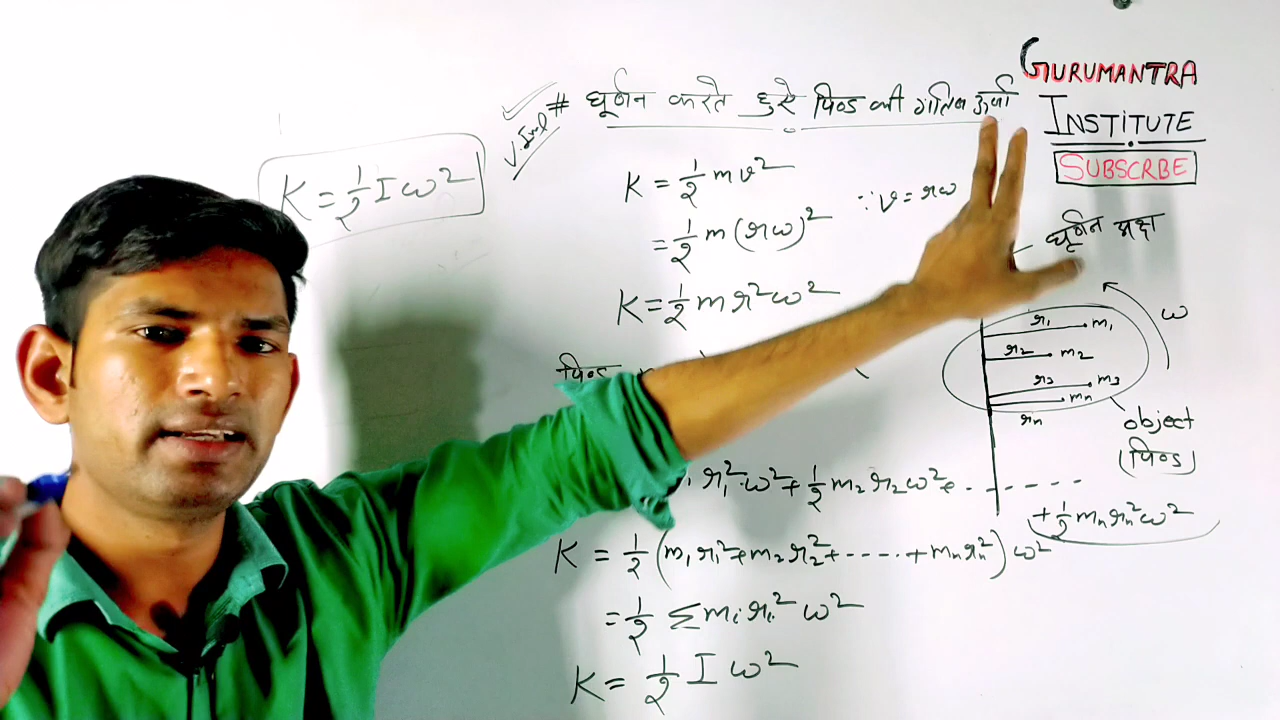 GURUMANTRA
INSTITUTE
SUBSCRBE
V.Imp # घूर्णन करते हुए पिण्ड की गतिज ऊर्जा
K = 1/2 I ω²
K = 1/2 m v²
∵ v = rω
= 1/2 m (rω)²
K = 1/2 m r² ω²
घूर्णन अक्ष
ω
r₁ m₁
r₂ m₂
r₃ m₃
mₙ
rₙ
object
(पिण्ड)
पिण्ड
r₁² ω² + 1/2 m₂ r₂ ω² + . - - - - - -
+ 1/2 mₙ rₙ² ω²
K = 1/2 (m₁ r₁² + m₂ r₂² + - - - - + mₙ rₙ²) ω²
= 1/2 Σ mᵢ rᵢ² ω²
K = 1/2 I ω²